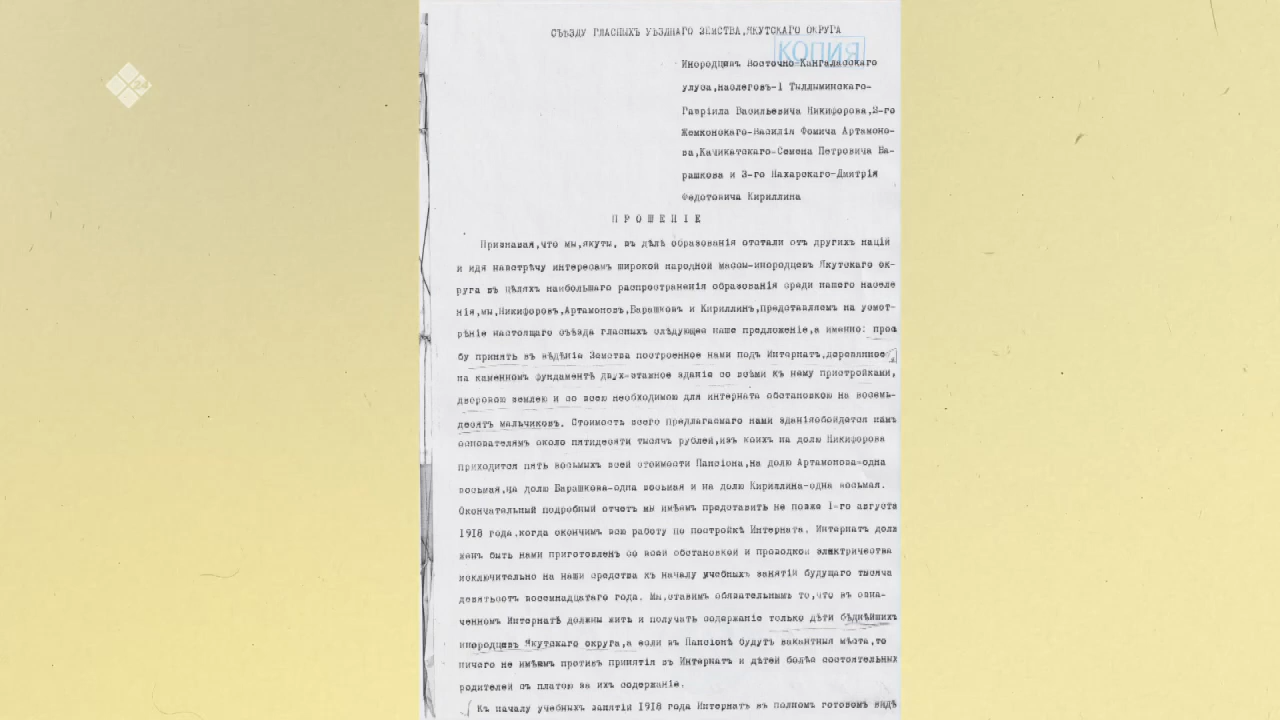 СЪѢЗДУ ГЛАСНЫХЪ УѢЗДНАГО ЗЕМСТВА,ЯКУТСКАГО ОКРУГА
КОПИЯ
24
Инородцевъ Восточно-Кангаласскаго
улуса,наслеговъ-1 Тыллыминскаго-
Гавріила Васильевича Никифорова,2-го
Жемконскаго-Василія Фомича Артамоно-
ва,Качикатскаго-Семена Петровича Ба-
рашкова и 3-го Нахарскаго-Дмитрія
Федотовича Кириллина
П Р О Ш Е Н І Е
Признавая,что мы,якуты, въ дѣлѣ образованія отстали отъ другихъ націй
и идя навстрѣчу интересамъ широкой народной массы-инородцевъ Якутскаго ок-
руга въ цѣляхъ наибольшаго распространенія образованія среди нашего населе
нія,мы,Никифоровъ,Артамоновъ,Барашковъ и Кириллинъ,представляемъ на усмот-
рѣніе настоящаго съѣзда гласныхъ слѣдующее наше предложеніе,а именно: прось
бу принять въ вѣдѣніе Земства построенное нами подъ Интернатъ,деревянное
на каменномъ фундаментѣ двух-этажное зданіе со всѣми къ нему пристройками,
дворовою землею и со всею необходимою для интерната обстановкою на восемь-
десятъ мальчиковъ. Стоимость всего предлагаемаго нами зданіяобойдется намъ
основателямъ около пятидесяти тысячъ рублей,изъ коихъ на долю Никифорова
приходится пять восьмыхъ всей стоимости Пансіона,на долю Артамонова-одна
восьмая,на долю Барашкова-одна восьмая и на долю Кириллина-одна восьмая.
Окончательный подробный отчетъ мы имѣемъ представить не позже 1-го августа
1918 года,когда окончимъ всю работу по постройкѣ Интерната. Интернатъ долж
женъ быть нами приготовленъ со всей обстановкой и проводкой электричества
исключительно на наши средства къ началу учебныхъ занятій будущаго тысяча
девятьсотъ восемнадцатаго года. Мы,ставимъ обязательнымъ то,что въ озна-
ченномъ Интернатѣ должны жить и получать содержаніе только дѣти бѣднѣйшихъ
инородцевъ Якутскаго округа,а если въ Пансіонѣ будутъ вакантныя мѣста,то
ничего не имѣемъ противъ принятія въ Интернатъ и дѣтей болѣе состоятельныхъ
родителей съ платою за ихъ содержаніе.
Къ началу учебныхъ занятій 1918 года Интернатъ въ полномъ готовомъ видѣ